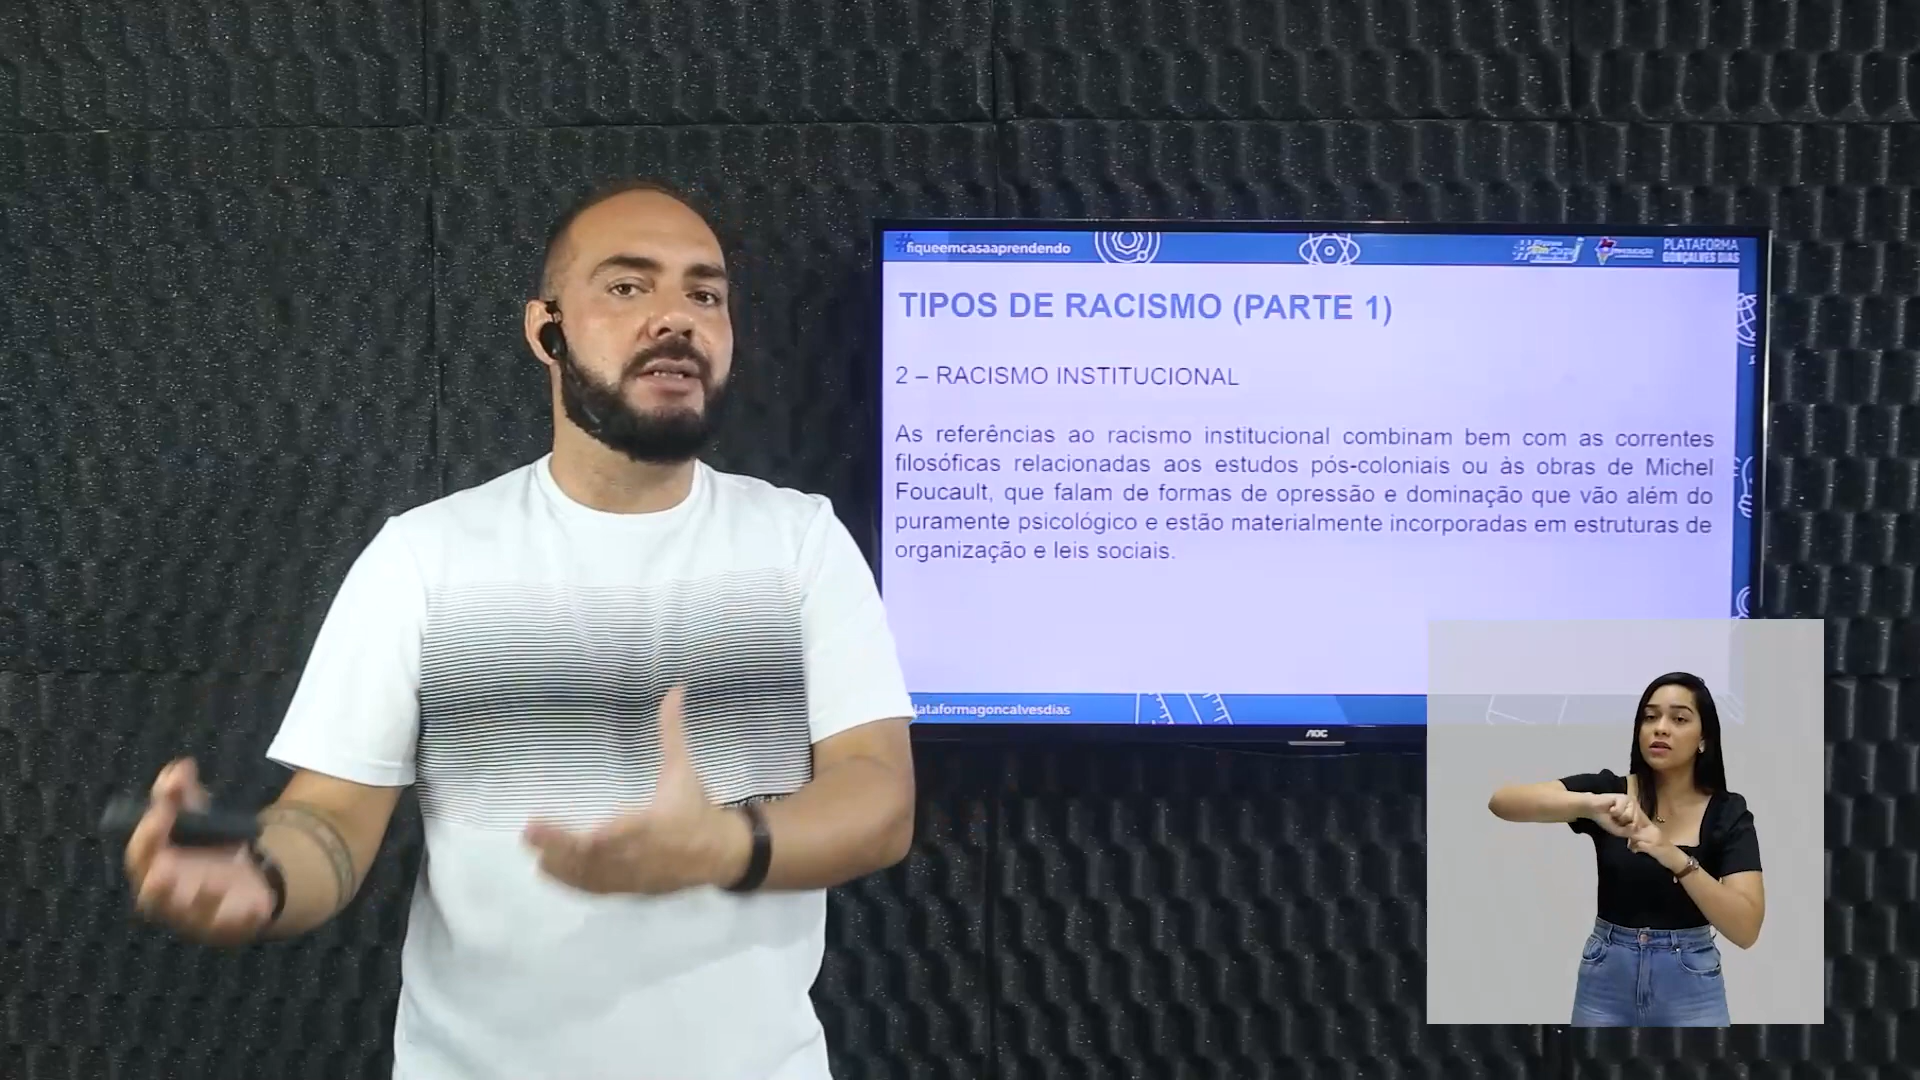 #fiqueemcasaaprendendo
PLATAFORMA
GONÇALVES DIAS
TIPOS DE RACISMO (PARTE 1)
2 – RACISMO INSTITUCIONAL
As referências ao racismo institucional combinam bem com as correntes
filosóficas relacionadas aos estudos pós-coloniais ou às obras de Michel
Foucault, que falam de formas de opressão e dominação que vão além do
puramente psicológico e estão materialmente incorporadas em estruturas de
organização e leis sociais.
lataformagoncalvesdias
AOC